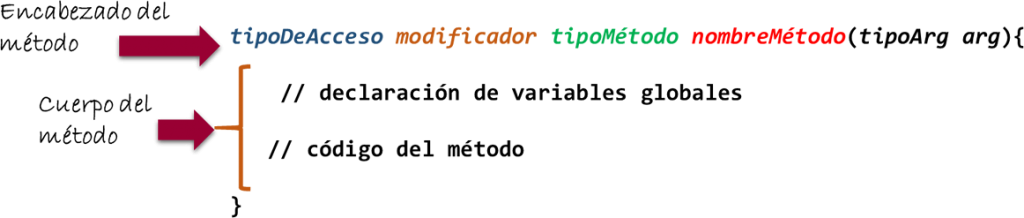 Encabezado del
método
tipoDeAcceso modificador tipoMétodo nombreMétodo(tipoArg arg){
// declaración de variables globales
Cuerpo del
método
// código del método
}